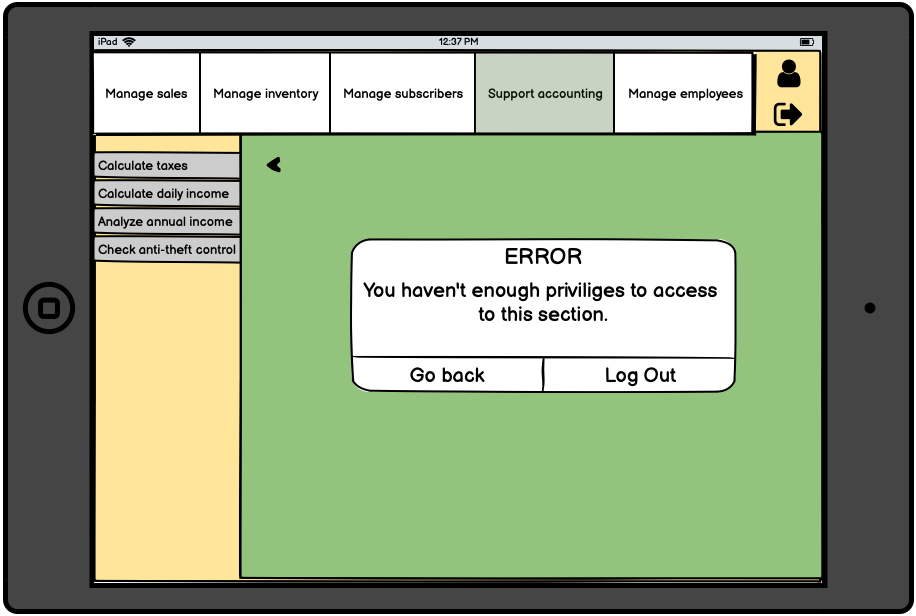 iPad 12:37 PM
Manage sales Manage inventory Manage subscribers Support accounting Manage employees
Calculate taxes
Calculate daily income
Analyze annual income
Check anti-theft control
ERROR
You haven't enough priviliges to access
to this section.
Go back Log Out